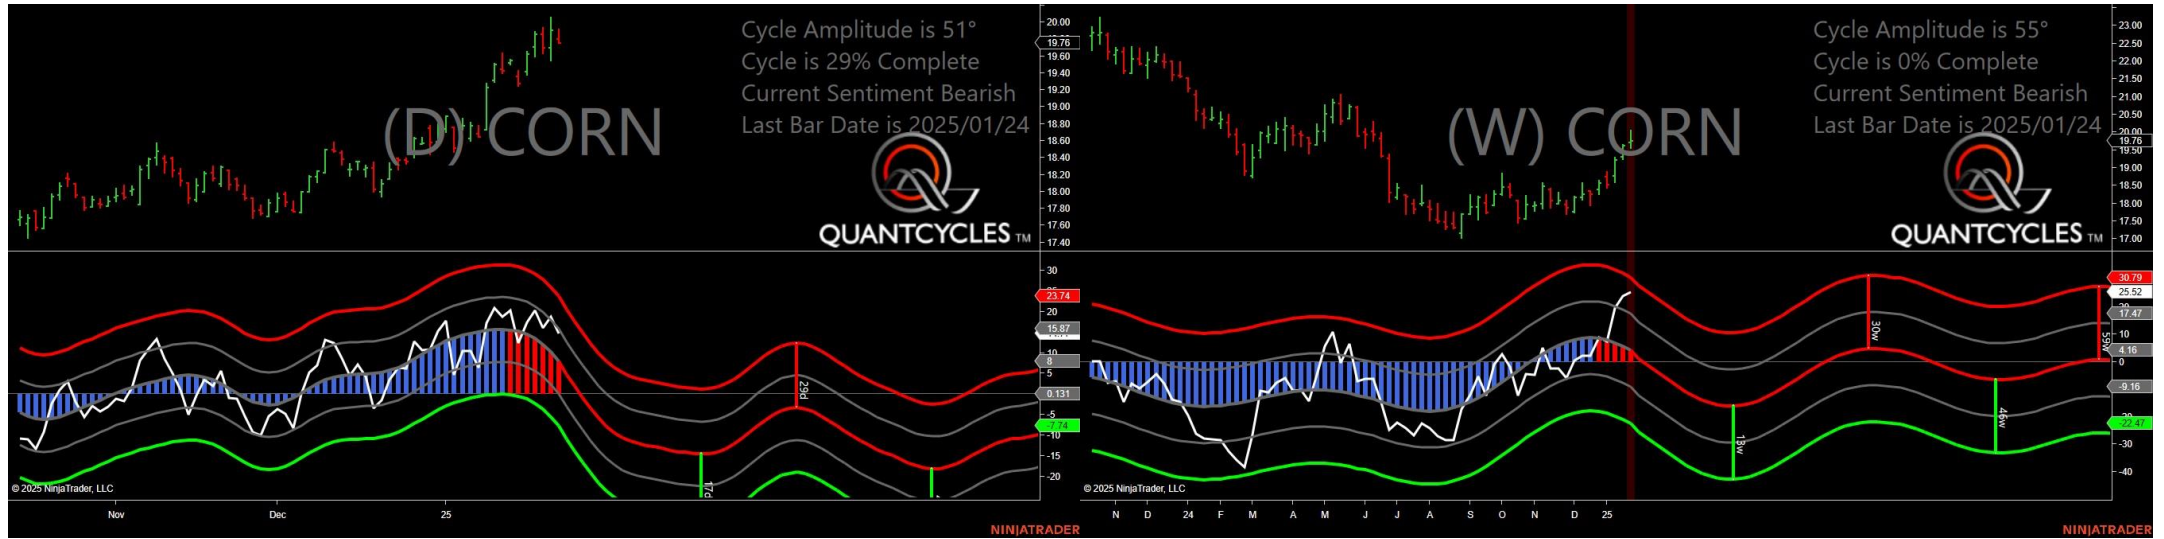 Cycle Amplitude is 51°
Cycle is 29% Complete
Current Sentiment Bearish
Last Bar Date is 2025/01/24
(D) CORN
QUANTCYCLES TM
20.00
19.76
19.60
19.40
19.20
19.00
18.80
18.60
18.40
18.20
18.00
17.80
17.60
17.40
30
23.74
20
15.87
10
8
5
0.131
-5
-7.74
-10
-15
-20
29d
17d
© 2025 NinjaTrader, LLC
Nov Dec 25
NINJATRADER
Cycle Amplitude is 55°
Cycle is 0% Complete
Current Sentiment Bearish
Last Bar Date is 2025/01/24
(W) CORN
QUANTCYCLES TM
23.00
22.50
22.00
21.50
21.00
20.50
20.00
19.76
19.50
19.00
18.50
18.00
17.50
17.00
30.79
25.52
17.47
10
4.16
0
-9.16
-22.47
-30
-40
30w
59w
13w
46w
© 2025 NinjaTrader, LLC
N D 24 F M A M J J A S O N D 25
NINJATRADER